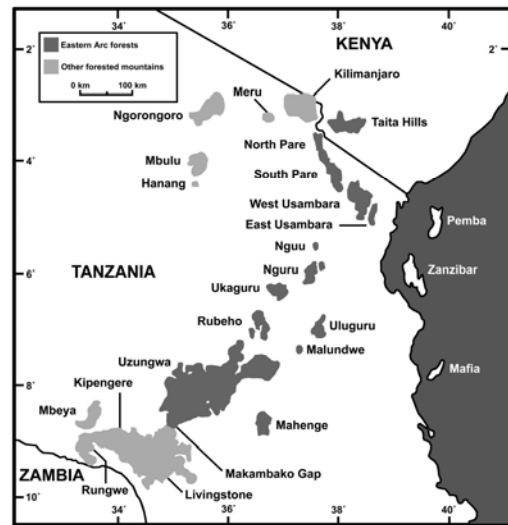 34'
36'
38'
40'
Eastern Arc forests
Other forested mountains
0 km 100 km
KENYA
2'
2'
Kilimanjaro
Meru
Ngorongoro
Taita Hills
North Pare
4'
4'
Mbulu
South Pare
Hanang
West Usambara
East Usambara
Pemba
Nguu
TANZANIA
Nguru
Zanzibar
6'
6'
Ukaguru
Rubeho
Uluguru
Malundwe
Uzungwa
Mafia
Kipengere
8'
8'
Mbeya
Mahenge
Makambako Gap
ZAMBIA
Rungwe
Livingstone
10'
10'
34'
36'
38'
40'